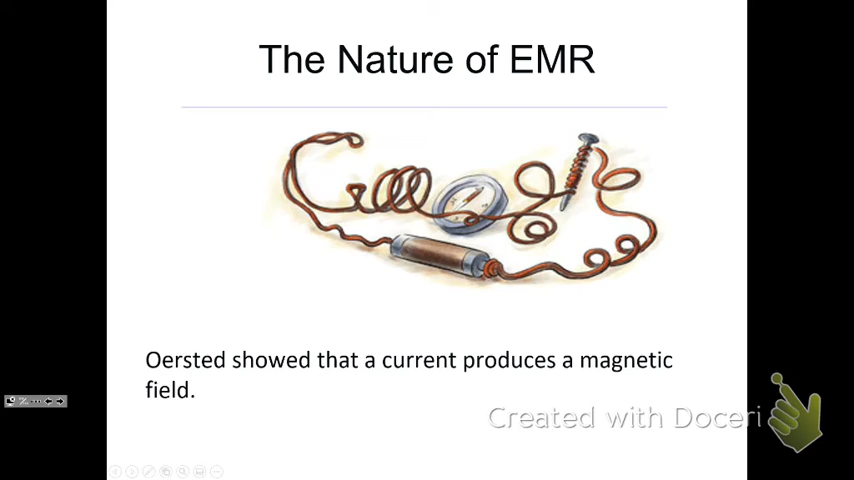 The Nature of EMR
Oersted showed that a current produces a magnetic
field.
Created with Doceri